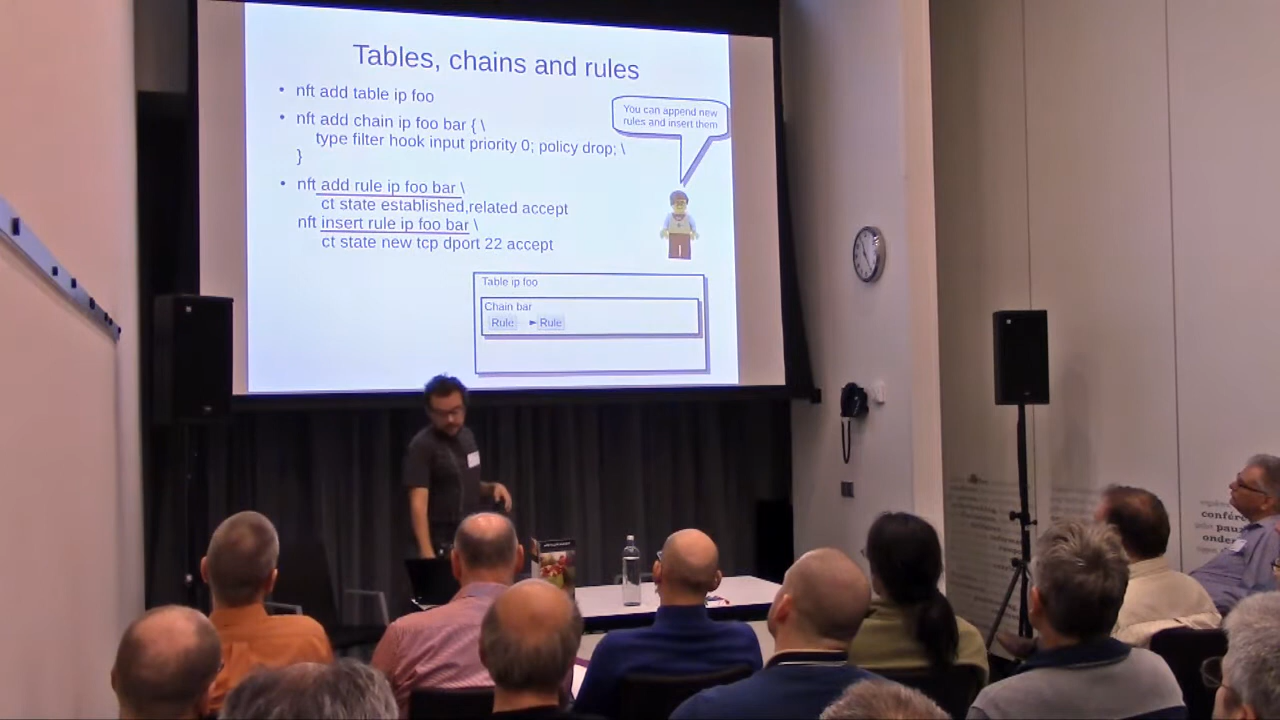 Tables, chains and rules
• nft add table ip foo
• nft add chain ip foo bar { \
type filter hook input priority 0; policy drop; \
}
• nft add rule ip foo bar \
ct state established,related accept
nft insert rule ip foo bar \
ct state new tcp dport 22 accept
You can append new
rules and insert them
Table ip foo
Chain bar
Rule ► Rule